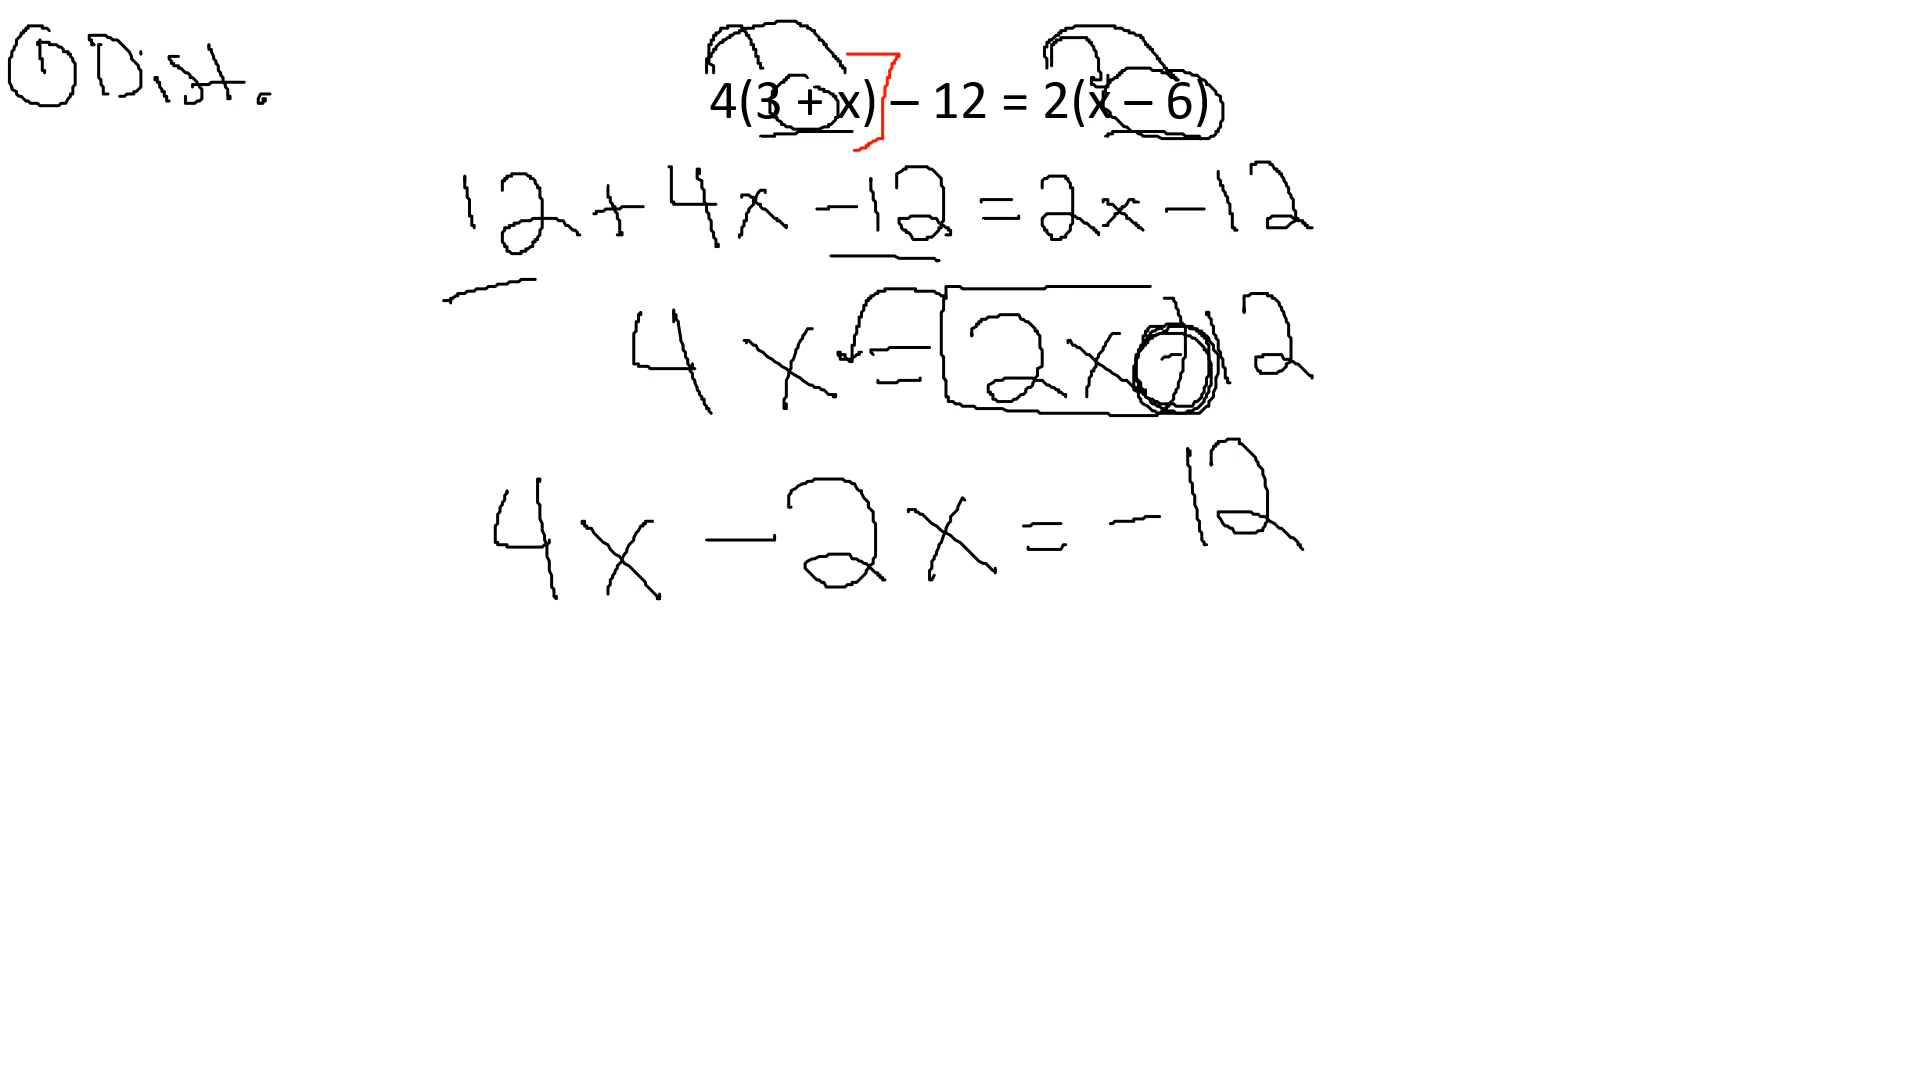 ① Dist.
4(3 + x) – 12 = 2(x – 6)
12 + 4x - 12 = 2x - 12
4x = 2x - 12
4x - 2x = -12